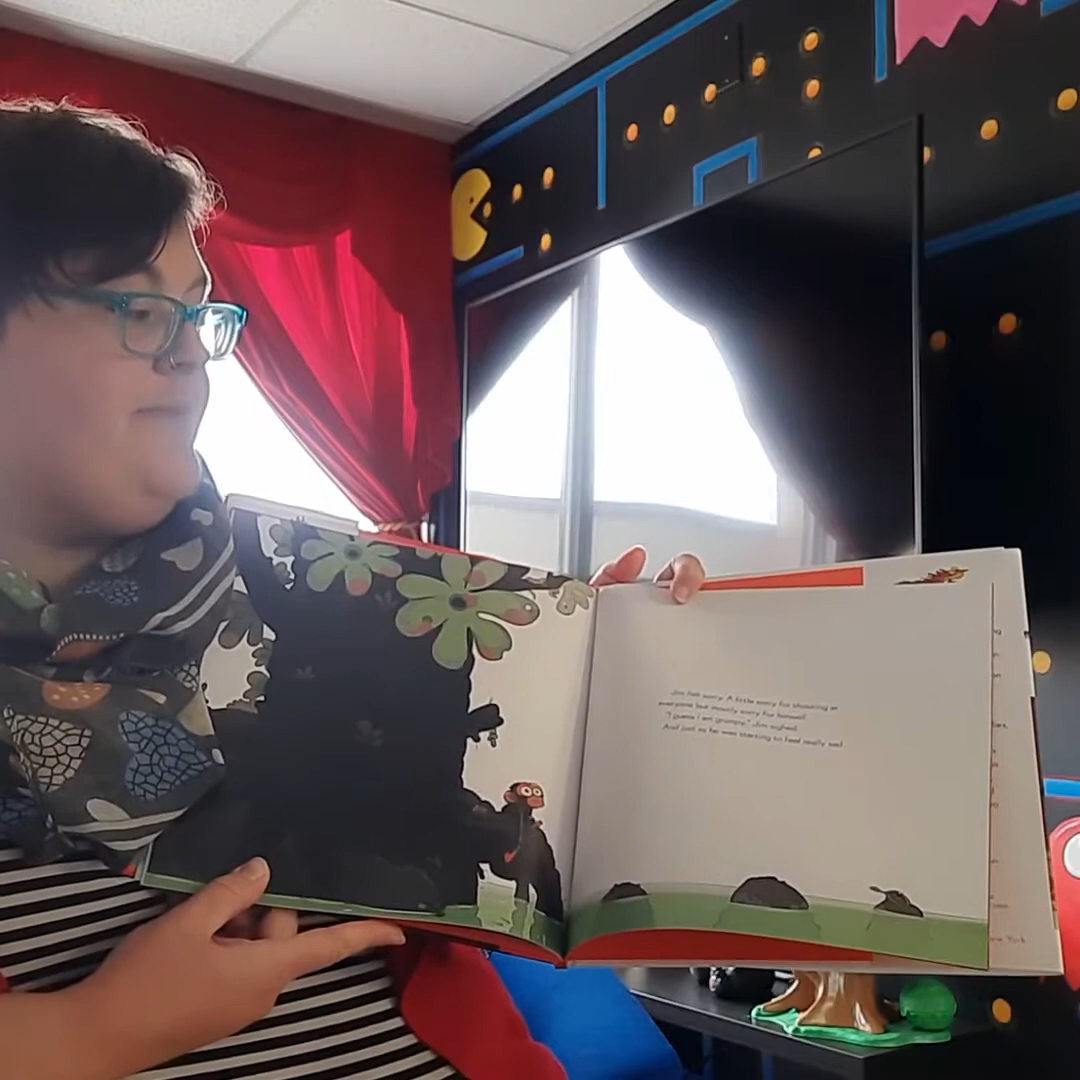 Jim felt sorry. A little sorry for shouting at
everyone but mostly sorry for himself.
"I guess I am grumpy," Jim sighed.
And just as he was starting to feel really sad
York